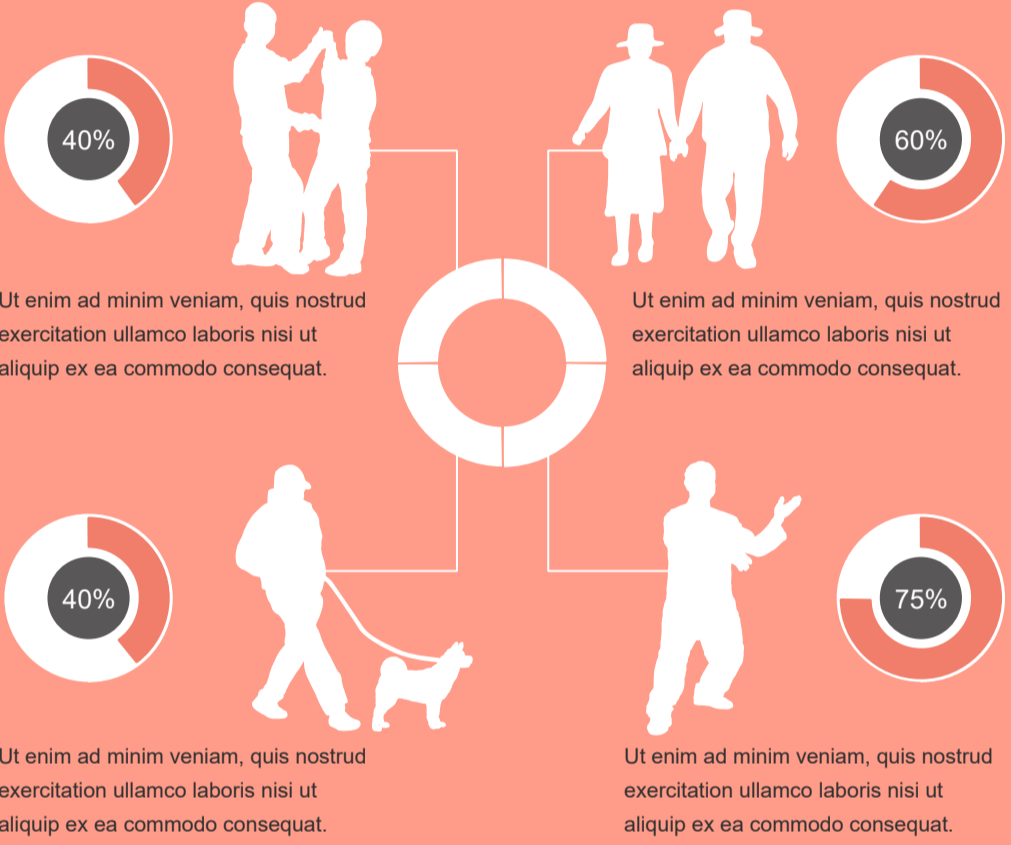 40%
60%
Ut enim ad minim veniam, quis nostrud
exercitation ullamco laboris nisi ut
aliquip ex ea commodo consequat.
Ut enim ad minim veniam, quis nostrud
exercitation ullamco laboris nisi ut
aliquip ex ea commodo consequat.
40%
75%
Ut enim ad minim veniam, quis nostrud
exercitation ullamco laboris nisi ut
aliquip ex ea commodo consequat.
Ut enim ad minim veniam, quis nostrud
exercitation ullamco laboris nisi ut
aliquip ex ea commodo consequat.